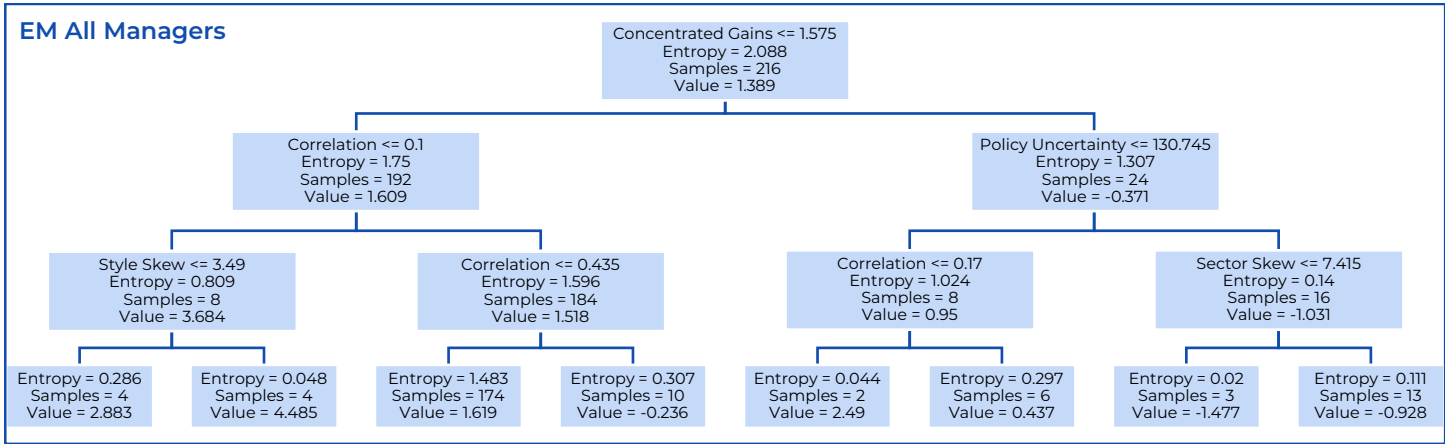 EM All Managers
Concentrated Gains <= 1.575
Entropy = 2.088
Samples = 216
Value = 1.389
Correlation <= 0.1
Entropy = 1.75
Samples = 192
Value = 1.609
Policy Uncertainty <= 130.745
Entropy = 1.307
Samples = 24
Value = -0.371
Style Skew <= 3.49
Entropy = 0.809
Samples = 8
Value = 3.684
Correlation <= 0.435
Entropy = 1.596
Samples = 184
Value = 1.518
Correlation <= 0.17
Entropy = 1.024
Samples = 8
Value = 0.95
Sector Skew <= 7.415
Entropy = 0.14
Samples = 16
Value = -1.031
Entropy = 0.286
Samples = 4
Value = 2.883
Entropy = 0.048
Samples = 4
Value = 4.485
Entropy = 1.483
Samples = 174
Value = 1.619
Entropy = 0.307
Samples = 10
Value = -0.236
Entropy = 0.044
Samples = 2
Value = 2.49
Entropy = 0.297
Samples = 6
Value = 0.437
Entropy = 0.02
Samples = 3
Value = -1.477
Entropy = 0.111
Samples = 13
Value = -0.928